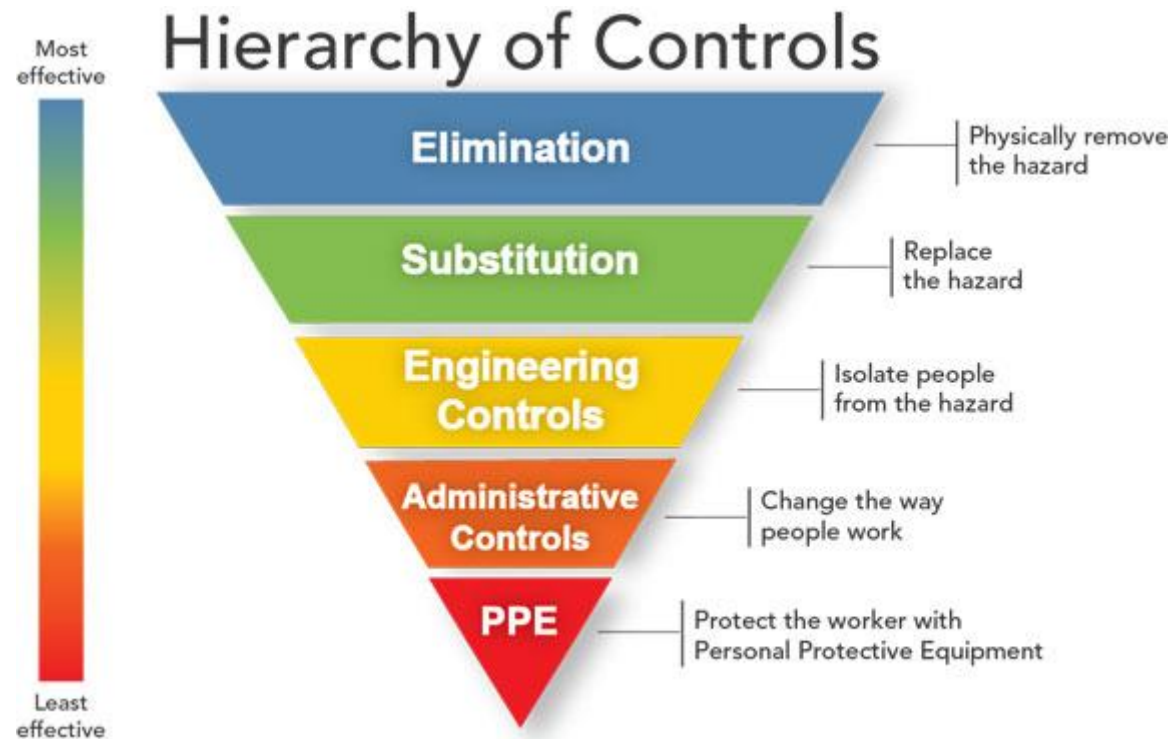 Hierarchy of Controls
Most
effective
Elimination
Physically remove
the hazard
Substitution
Replace
the hazard
Engineering
Controls
Isolate people
from the hazard
Administrative
Controls
Change the way
people work
PPE
Protect the worker with
Personal Protective Equipment
Least
effective